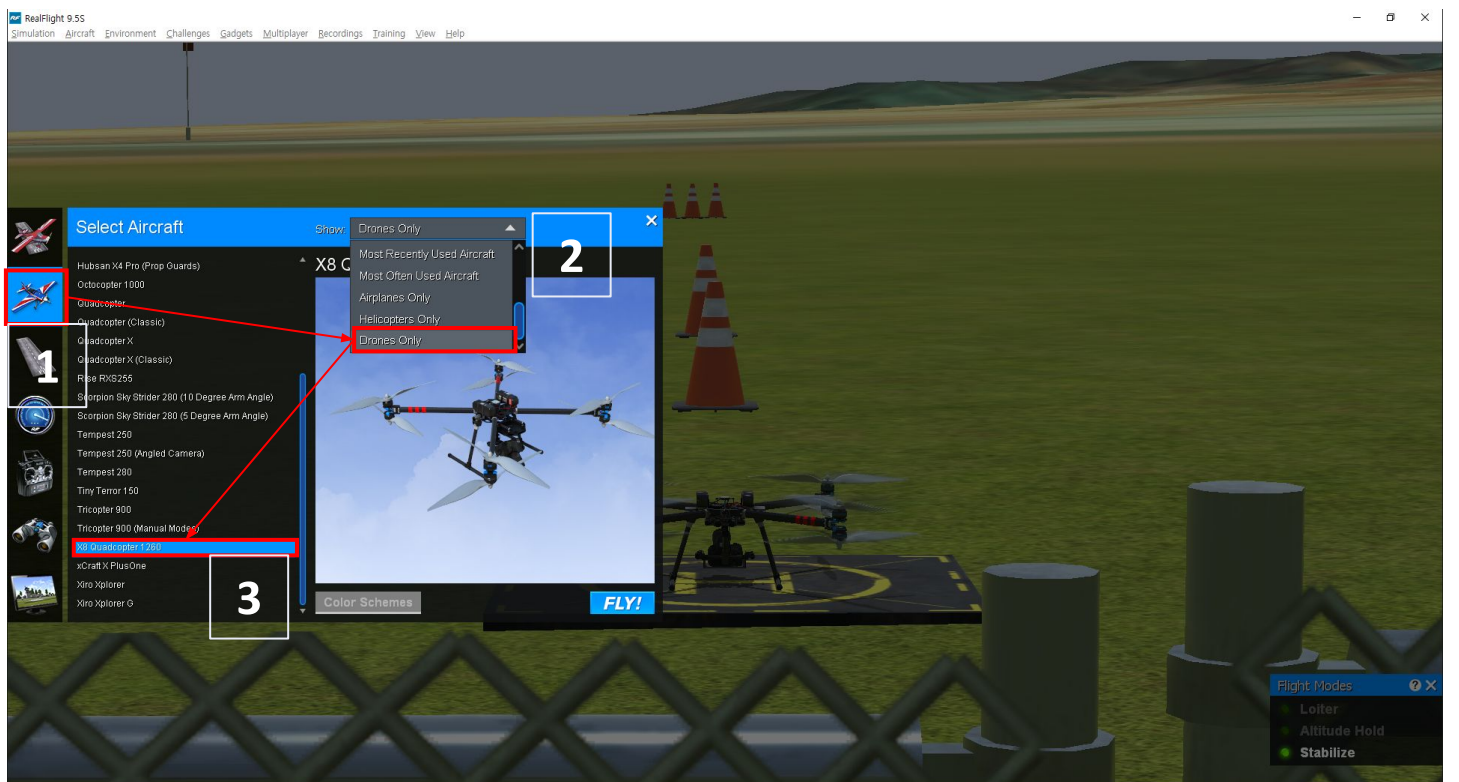 RealFlight 9.5S
Simulation Aircraft Environment Challenges Gadgets Multiplayer Recordings Training View Help
Select Aircraft
Show: Drones Only
Most Recently Used Aircraft
Most Often Used Aircraft
Airplanes Only
Helicopters Only
Drones Only
2
1
Hubsan X4 Pro (Prop Guards)
Octocopter 1000
Quadcopter
Quadcopter (Classic)
Quadcopter X
Quadcopter X (Classic)
Rise RXS255
Scorpion Sky Strider 280 (10 Degree Arm Angle)
Scorpion Sky Strider 280 (5 Degree Arm Angle)
Tempest 250
Tempest 250 (Angled Camera)
Tempest 280
Tiny Terror 150
Tricopter 900
Tricopter 900 (Manual Modes)
X8 Quadcopter 1260
xCraft X PlusOne
Xiro Xplorer
Xiro Xplorer G
3
X8 Q
Color Schemes
FLY!
Flight Modes
Loiter
Altitude Hold
Stabilize